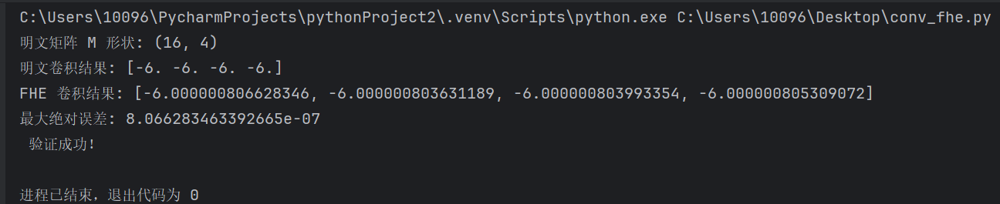 C:\Users\10096\PycharmProjects\pythonProject2\.venv\Scripts\python.exe C:\Users\10096\Desktop\conv_fhe.py
明文矩阵 M 形状: (16, 4)
明文卷积结果: [-6. -6. -6. -6.]
FHE 卷积结果: [-6.000000806628346, -6.000000803631189, -6.000000803993354, -6.000000805309072]
最大绝对误差: 8.066283463392665e-07
验证成功!
进程已结束，退出代码为 0